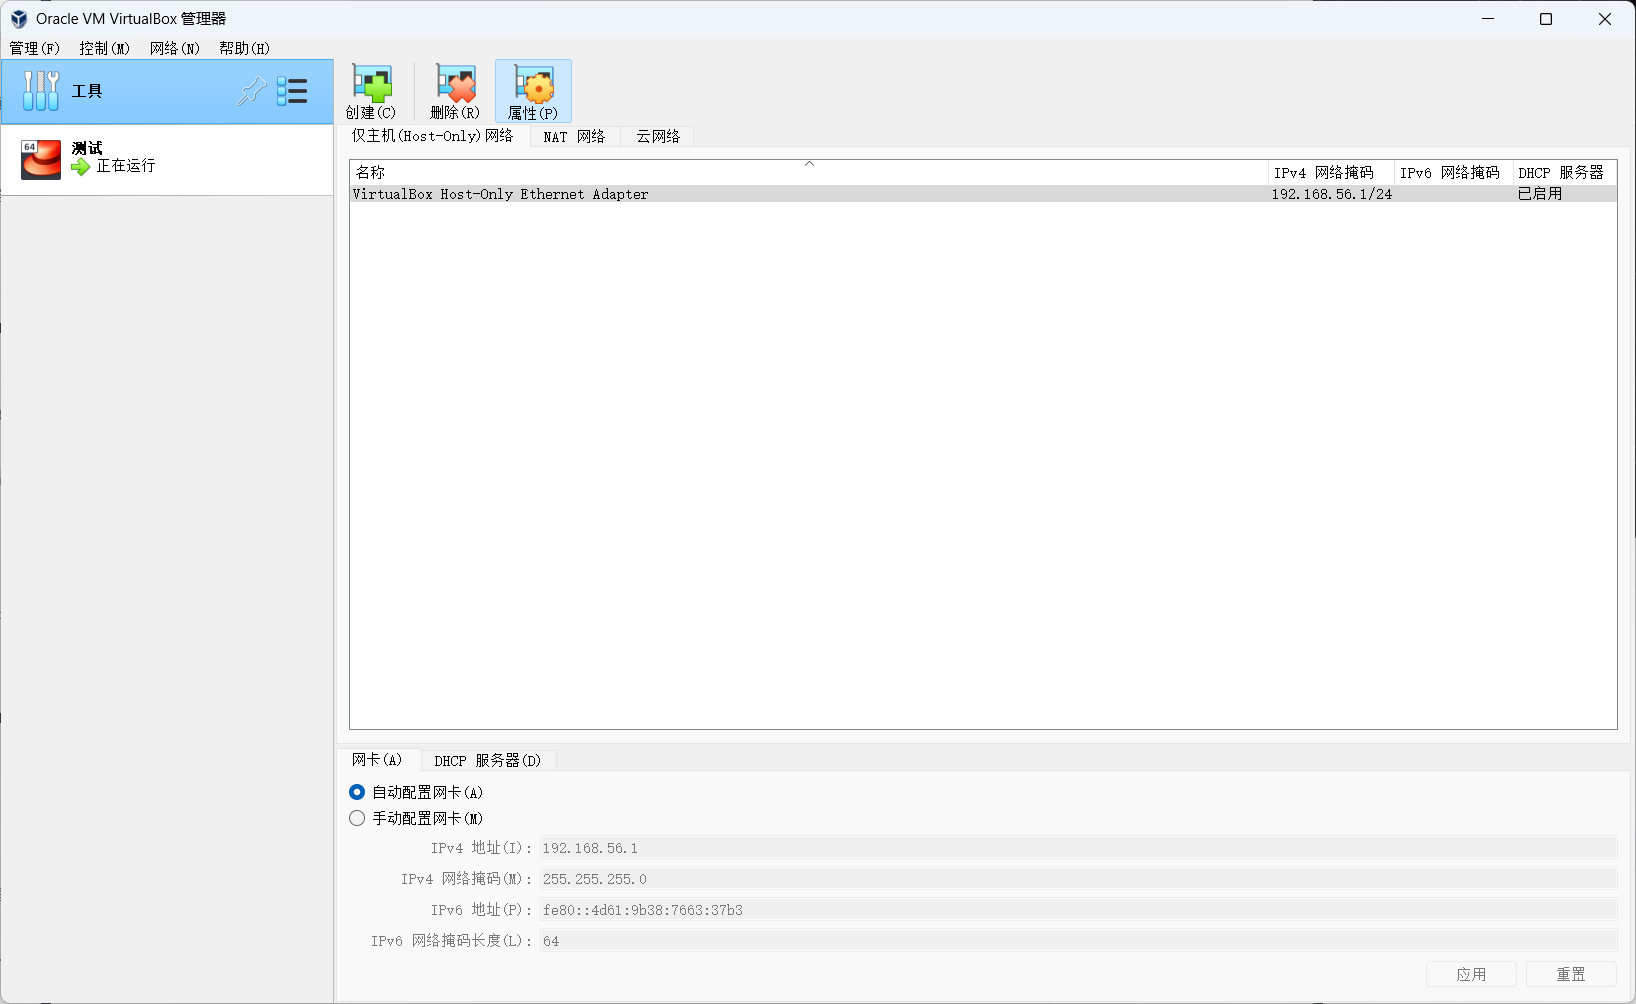 Oracle VM VirtualBox 管理器
管理(F) 控制(M) 网络(N) 帮助(H)
工具
64
测试
正在运行
创建(C) 删除(R) 属性(P)
仅主机(Host-Only)网络 NAT 网络 云网络
名称 IPv4 网络掩码 IPv6 网络掩码 DHCP 服务器
VirtualBox Host-Only Ethernet Adapter 192.168.56.1/24 已启用
网卡(A) DHCP 服务器(D)
自动配置网卡(A)
手动配置网卡(M)
IPv4 地址(I): 192.168.56.1
IPv4 网络掩码(M): 255.255.255.0
IPv6 地址(P): fe80::4d61:9b38:7663:37b3
IPv6 网络掩码长度(L): 64
应用 重置